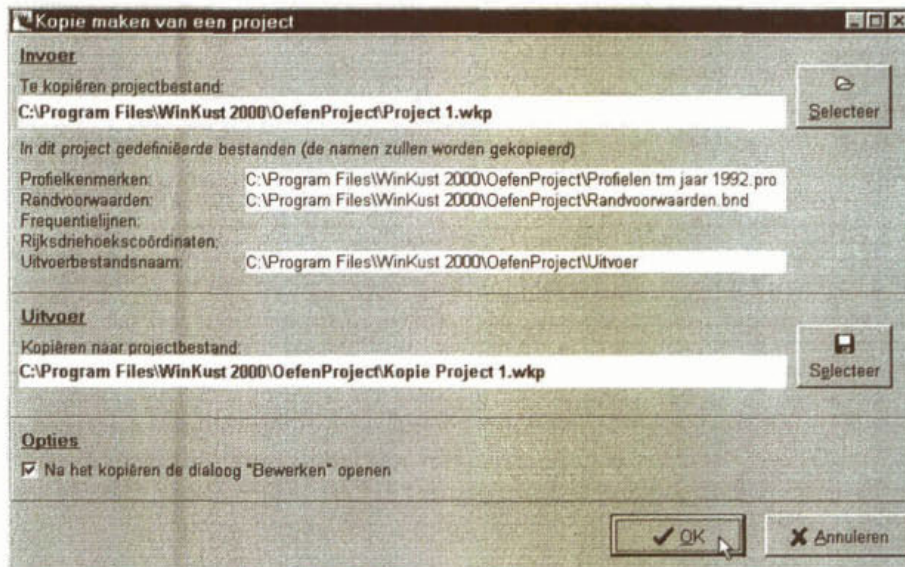 Kopie maken van een project
Invoer
Te kopiëren projectbestand:
C:\Program Files\WinKust 2000\OefenProject\Project 1.wkp
Selecteer
In dit project gedefiniëerde bestanden (de namen zullen worden gekopieerd)
Profielkenmerken: C:\Program Files\WinKust 2000\OefenProject\Profielen tm jaar 1992.pro
Randvoorwaarden: C:\Program Files\WinKust 2000\OefenProject\Randvoorwaarden.bnd
Frequentielijnen:
Rijksdriehoekscoördinaten:
Uitvoerbestandsnaam: C:\Program Files\WinKust 2000\OefenProject\Uitvoer
Uitvoer
Kopiëren naar projectbestand:
C:\Program Files\WinKust 2000\OefenProject\Kopie Project 1.wkp
Selecteer
Opties
Na het kopiëren de dialoog "Bewerken" openen
OK
Annuleren